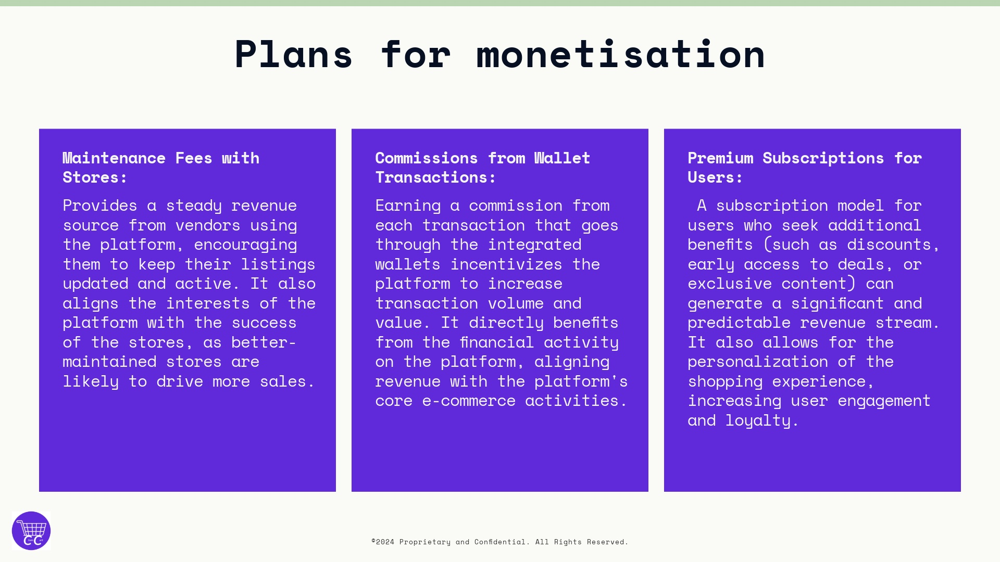 Plans for monetisation
Maintenance Fees with
Stores:
Provides a steady revenue
source from vendors using
the platform, encouraging
them to keep their listings
updated and active. It also
aligns the interests of the
platform with the success
of the stores, as better-
maintained stores are
likely to drive more sales.
Commissions from Wallet
Transactions:
Earning a commission from
each transaction that goes
through the integrated
wallets incentivizes the
platform to increase
transaction volume and
value. It directly benefits
from the financial activity
on the platform, aligning
revenue with the platform's
core e-commerce activities.
Premium Subscriptions for
Users:
A subscription model for
users who seek additional
benefits (such as discounts,
early access to deals, or
exclusive content) can
generate a significant and
predictable revenue stream.
It also allows for the
personalization of the
shopping experience,
increasing user engagement
and loyalty.
CC
©2024 Proprietary and Confidential. All Rights Reserved.